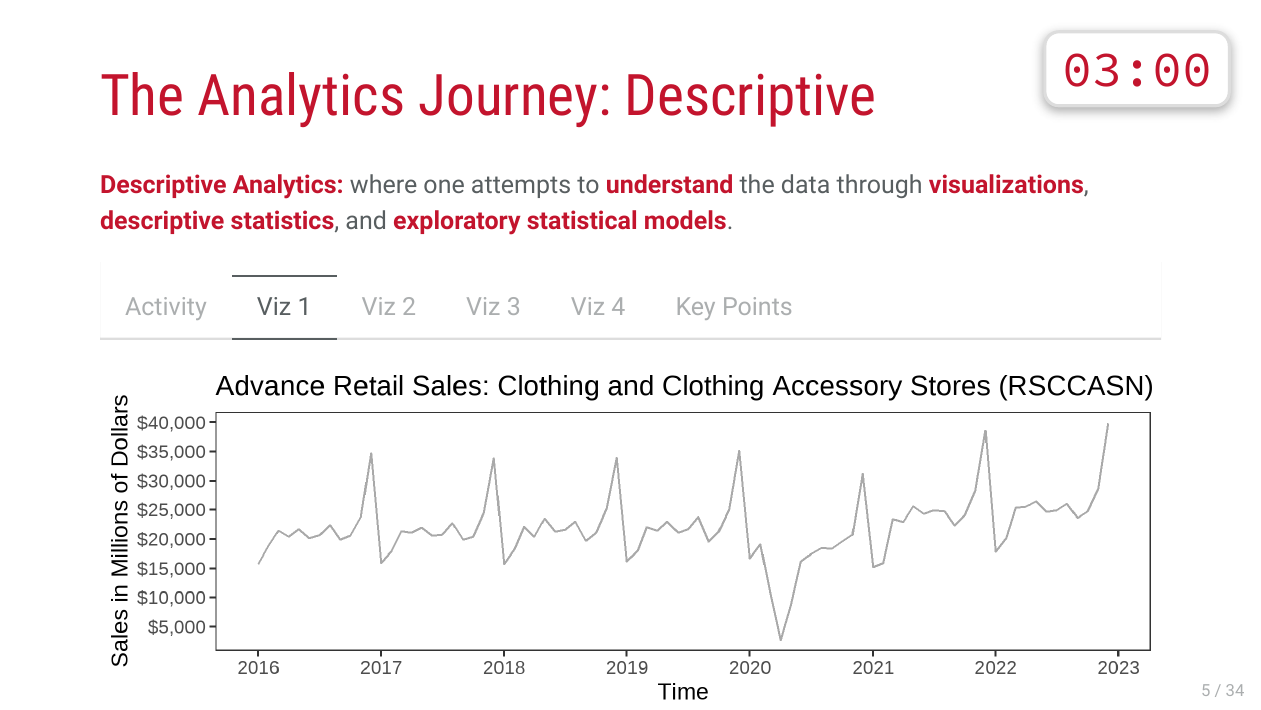 03:00
The Analytics Journey: Descriptive
Descriptive Analytics: where one attempts to understand the data through visualizations,
descriptive statistics, and exploratory statistical models.
Activity Viz 1 Viz 2 Viz 3 Viz 4 Key Points
Advance Retail Sales: Clothing and Clothing Accessory Stores (RSCCASN)
Sales in Millions of Dollars
$40,000
$35,000
$30,000
$25,000
$20,000
$15,000
$10,000
$5,000
2016 2017 2018 2019 2020 2021 2022 2023
Time
5 / 34